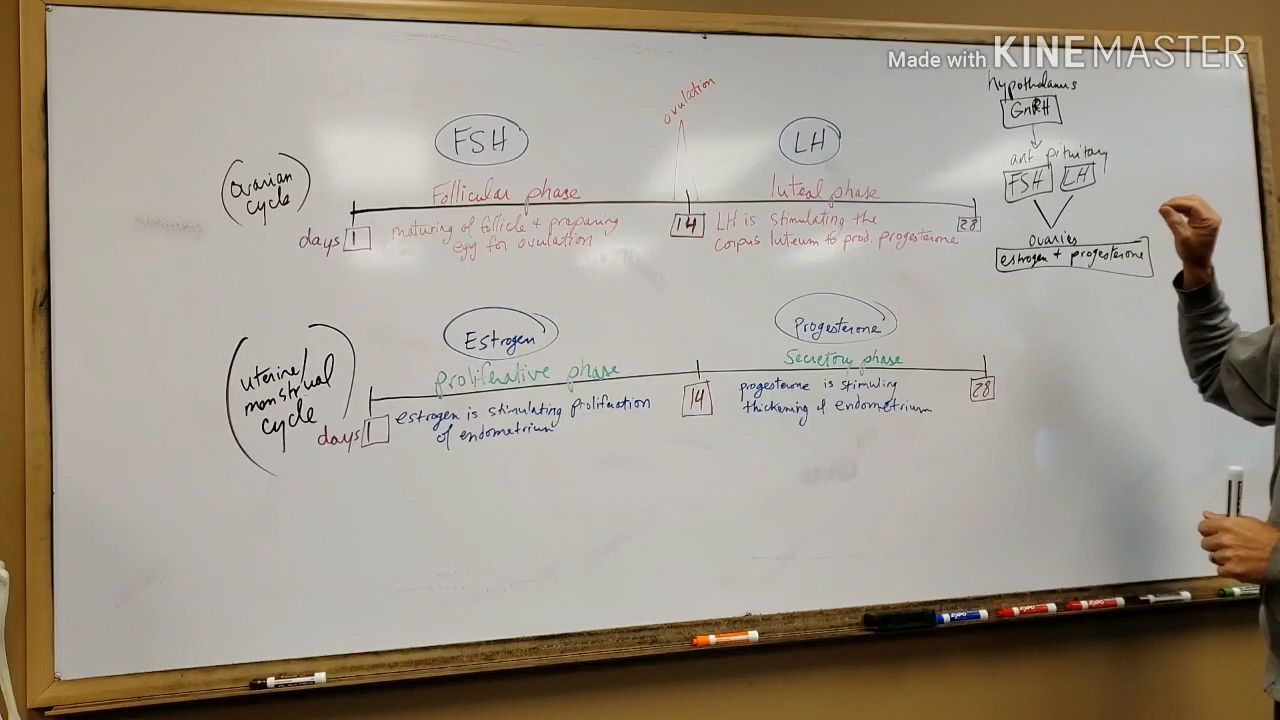 Made with KINEMASTER
hypothalamus
GnRH
ant pituitary
FSH LH
ovaries
estrogen + progesterone
ovulation
FSH
LH
(Ovarian
cycle)
Follicular phase
luteal phase
days 1
14
28
maturing of follicle + preparing
egg for ovulation
LH is stimulating the
corpus luteum to prod. progesterone
Estrogen
Progesterone
(uterine/
menstrual
cycle)
proliferative phase
Secretory phase
days 1
14
28
estrogen is stimulating proliferation
of endometrium
progesterone is stimuling
thickening of endometrium